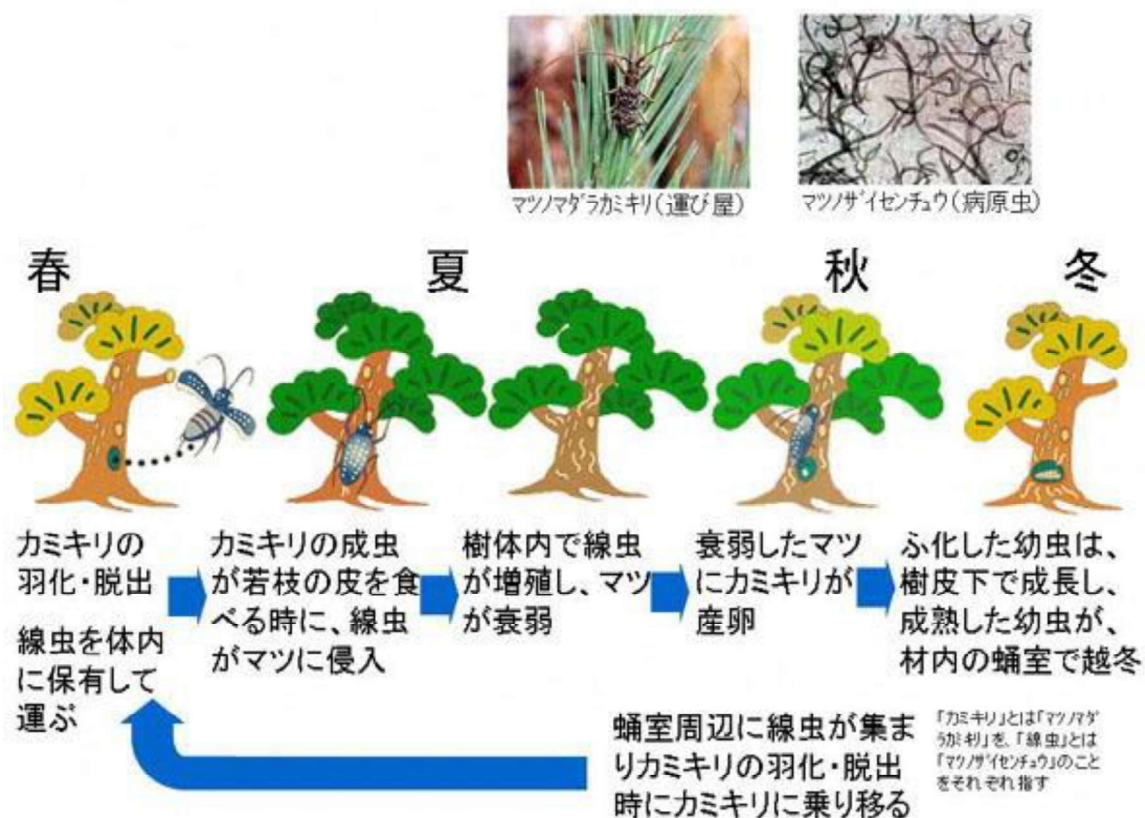 マツノマダラカミキリ(運び屋)
マツノザイセンチュウ(病原虫)
春
夏
秋
冬
カミキリの
羽化・脱出
線虫を体内
に保有して
運ぶ
カミキリの成虫
が若枝の皮を食
べる時に、線虫
がマツに侵入
樹体内で線虫
が増殖し、マツ
が衰弱
衰弱したマツ
にカミキリが
産卵
ふ化した幼虫は、
樹皮下で成長し、
成熟した幼虫が、
材内の蛹室で越冬
蛹室周辺に線虫が集ま
りカミキリの羽化・脱出
時にカミキリに乗り移る
「カミキリ」とは「マツノマダ
ラカミキリ」を、「線虫」とは
「マツノザイセンチュウ」のこと
をそれぞれ指す